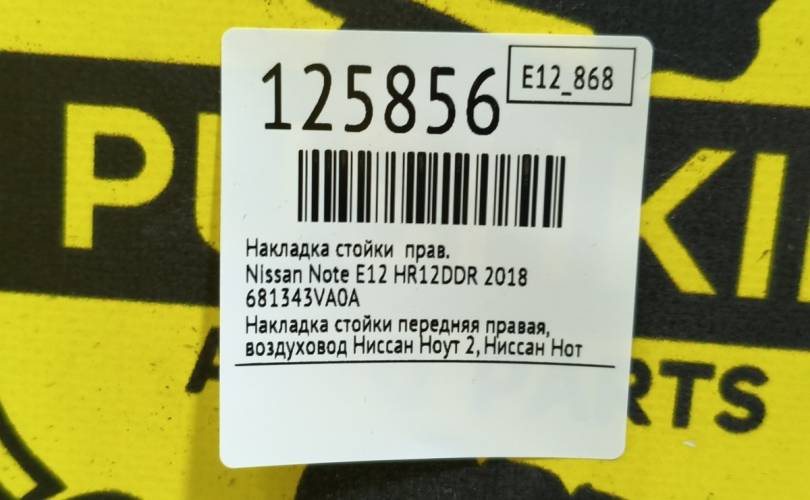 125856
E12_868
Накладка стойки прав.
Nissan Note E12 HR12DDR 2018
681343VA0A
Накладка стойки передняя правая,
воздуховод Ниссан Ноут 2, Ниссан Нот